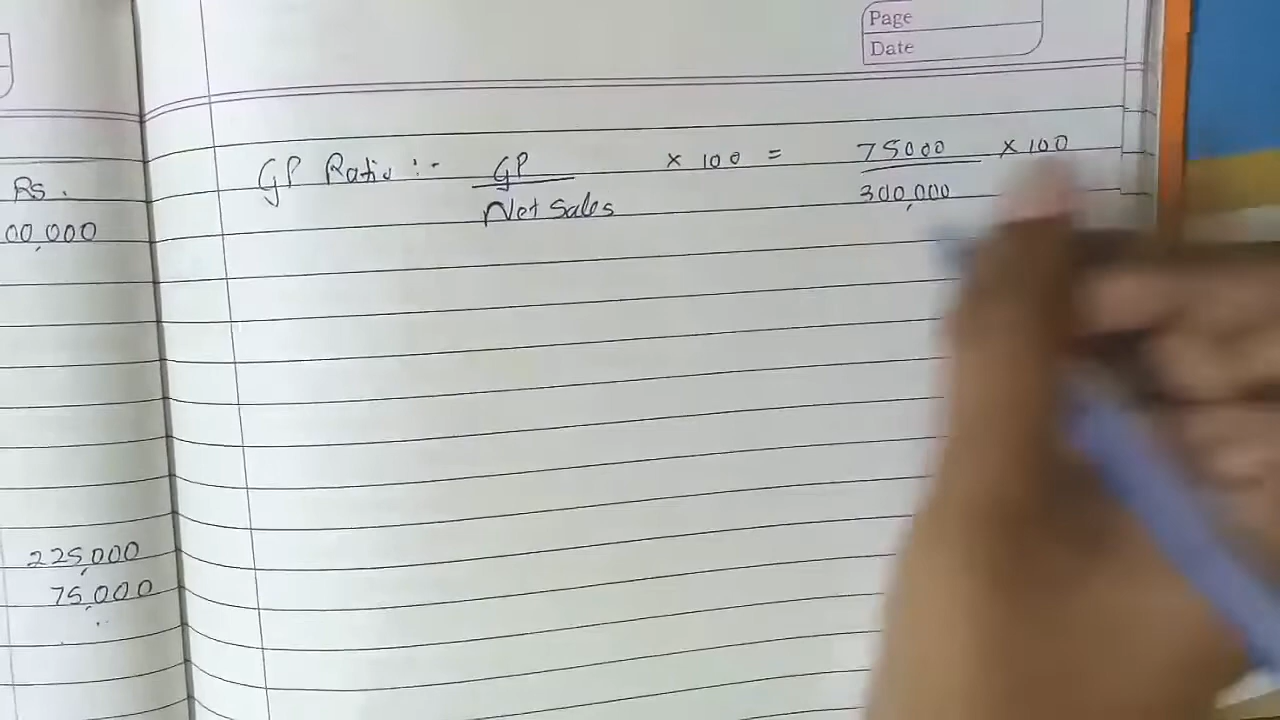 Page
Date
Rs.
00,000
225,000
75,000
GP Ratio :- GP / Net Sales × 100 = 75000 / 300,000 × 100